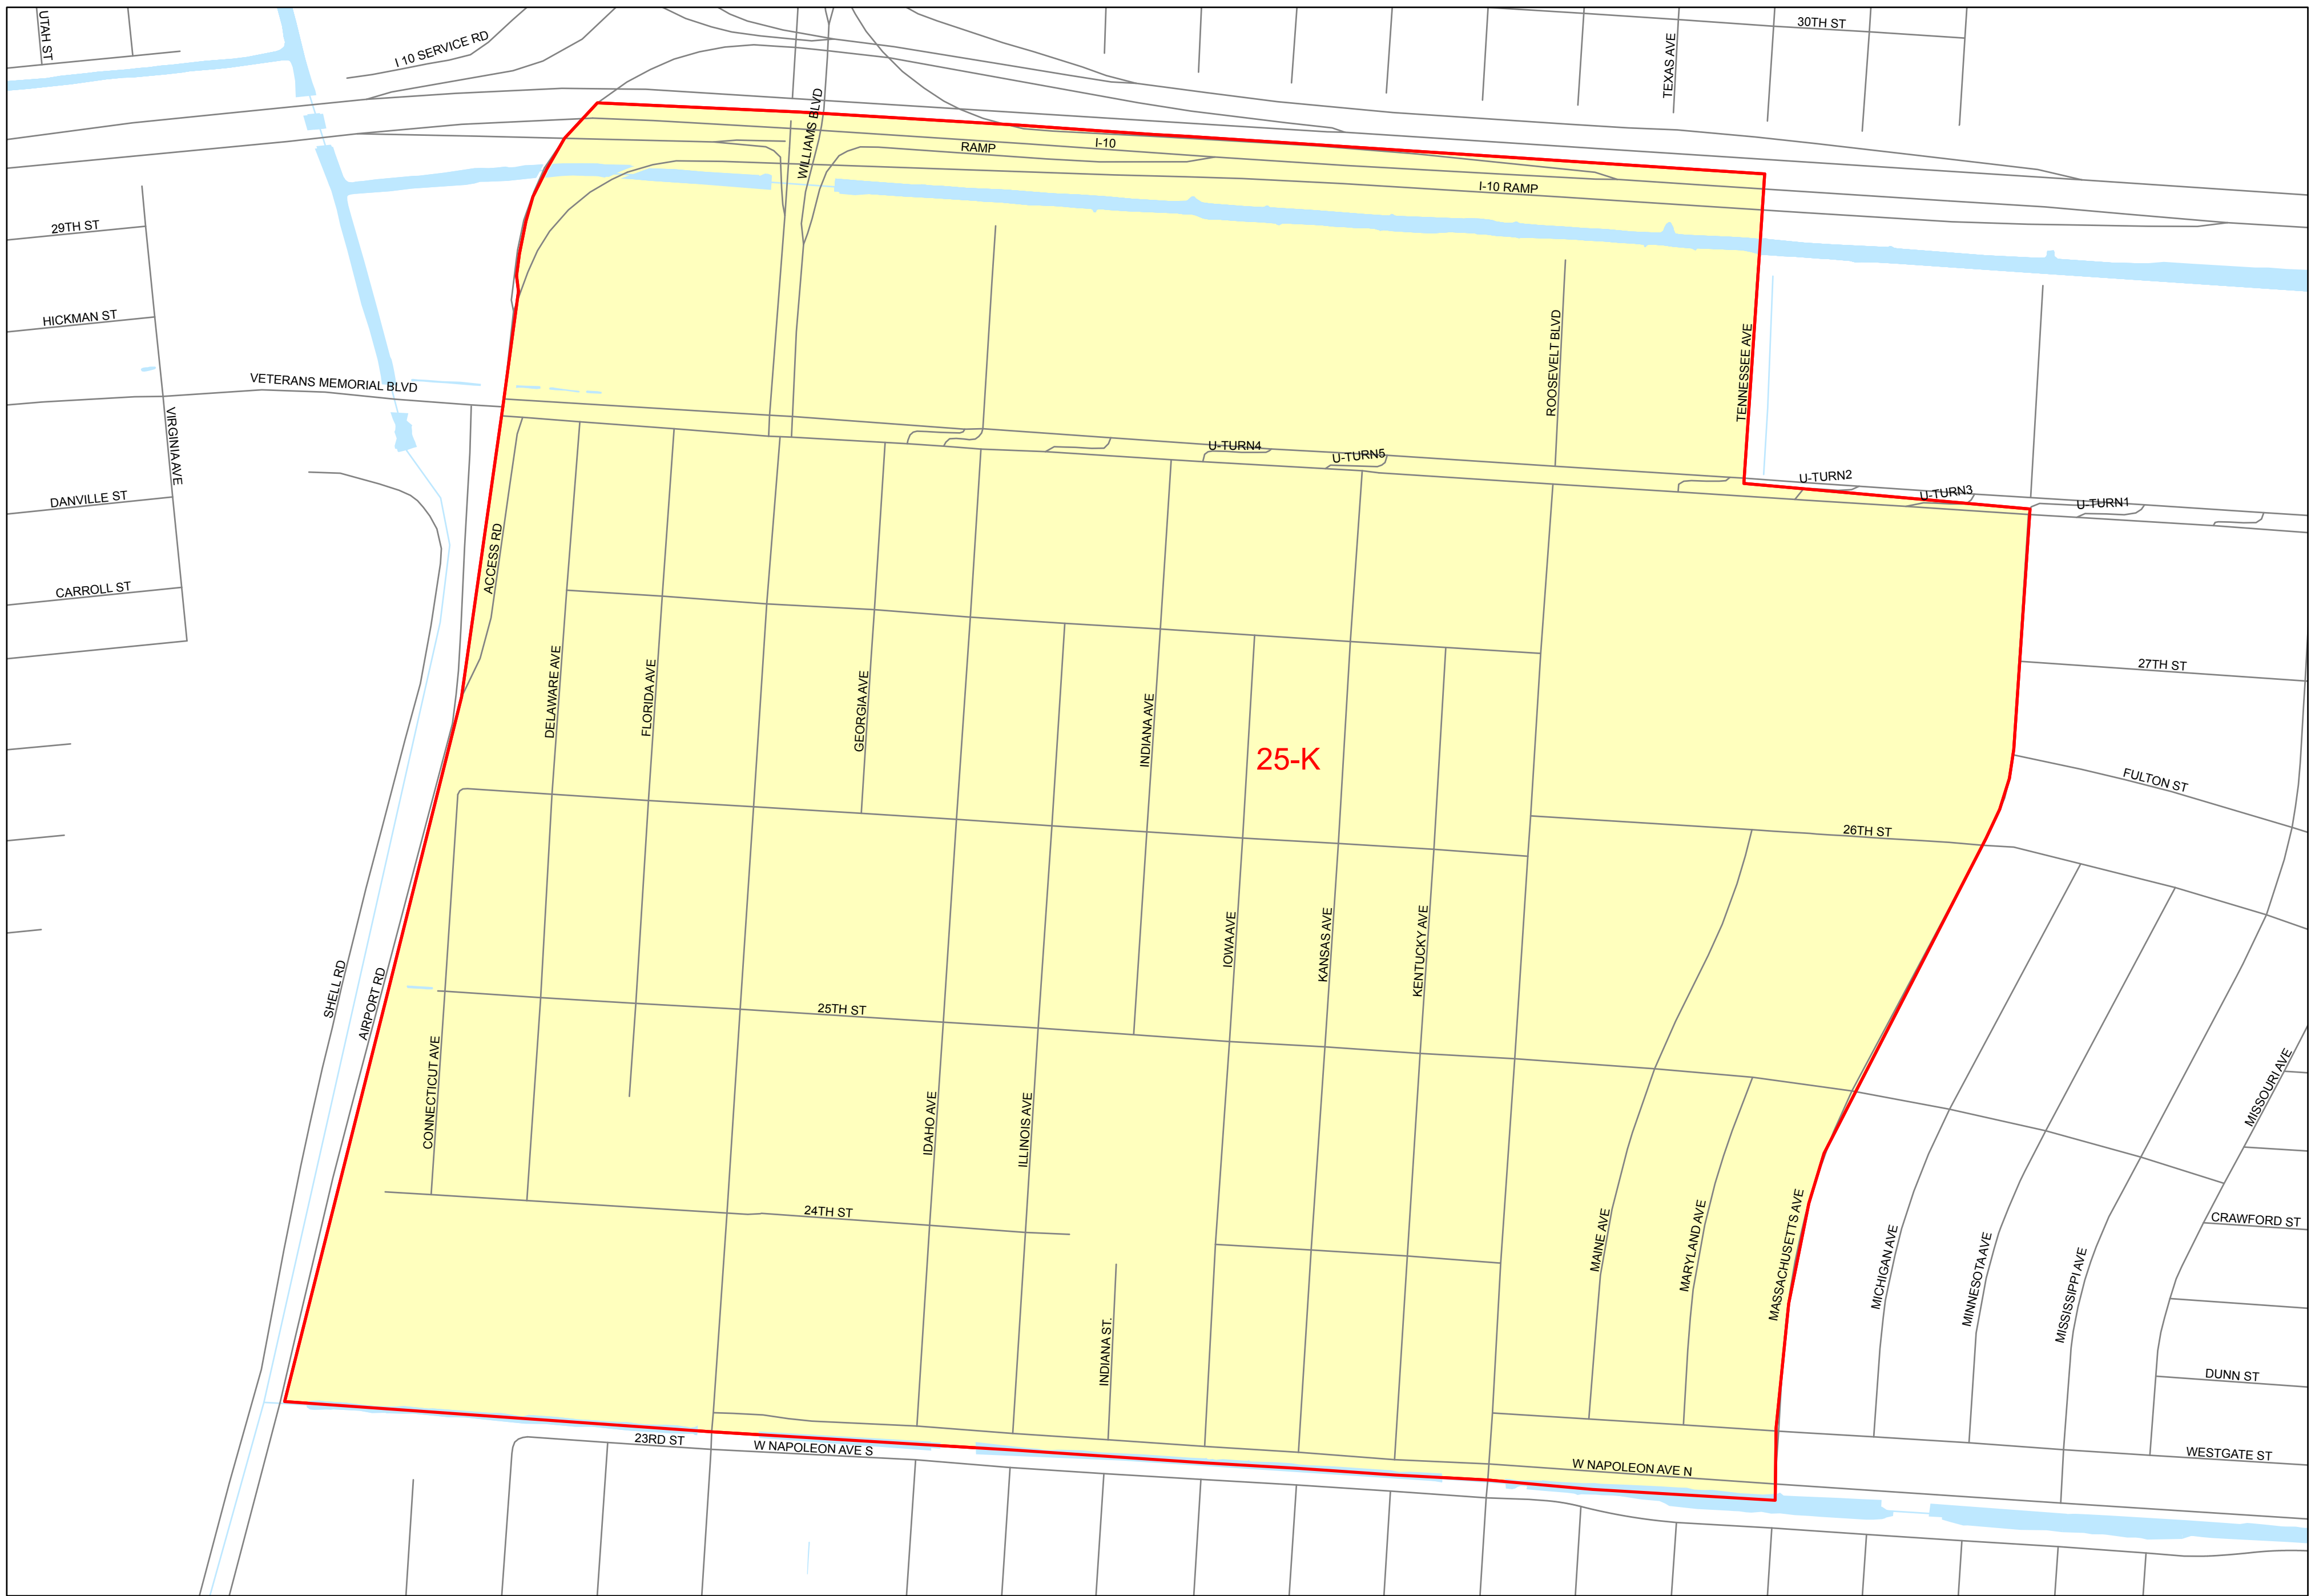 UTAH ST
I 10 SERVICE RD
30TH ST
TEXAS AVE
WILLIAMS BLVD
RAMP
I-10
I-10 RAMP
29TH ST
HICKMAN ST
VETERANS MEMORIAL BLVD
VIRGINIA AVE
ROOSEVELT BLVD
TENNESSEE AVE
U-TURN4
U-TURN5
U-TURN2
U-TURN3
U-TURN1
DANVILLE ST
CARROLL ST
ACCESS RD
DELAWARE AVE
FLORIDA AVE
GEORGIA AVE
INDIANA AVE
25-K
27TH ST
FULTON ST
26TH ST
IOWA AVE
KANSAS AVE
KENTUCKY AVE
SHELL RD
AIRPORT RD
25TH ST
CONNECTICUT AVE
IDAHO AVE
ILLINOIS AVE
MISSOURI AVE
24TH ST
MAINE AVE
MARYLAND AVE
MASSACHUSETTS AVE
MICHIGAN AVE
MINNESOTA AVE
MISSISSIPPI AVE
CRAWFORD ST
INDIANA ST.
DUNN ST
23RD ST
W NAPOLEON AVE S
W NAPOLEON AVE N
WESTGATE ST